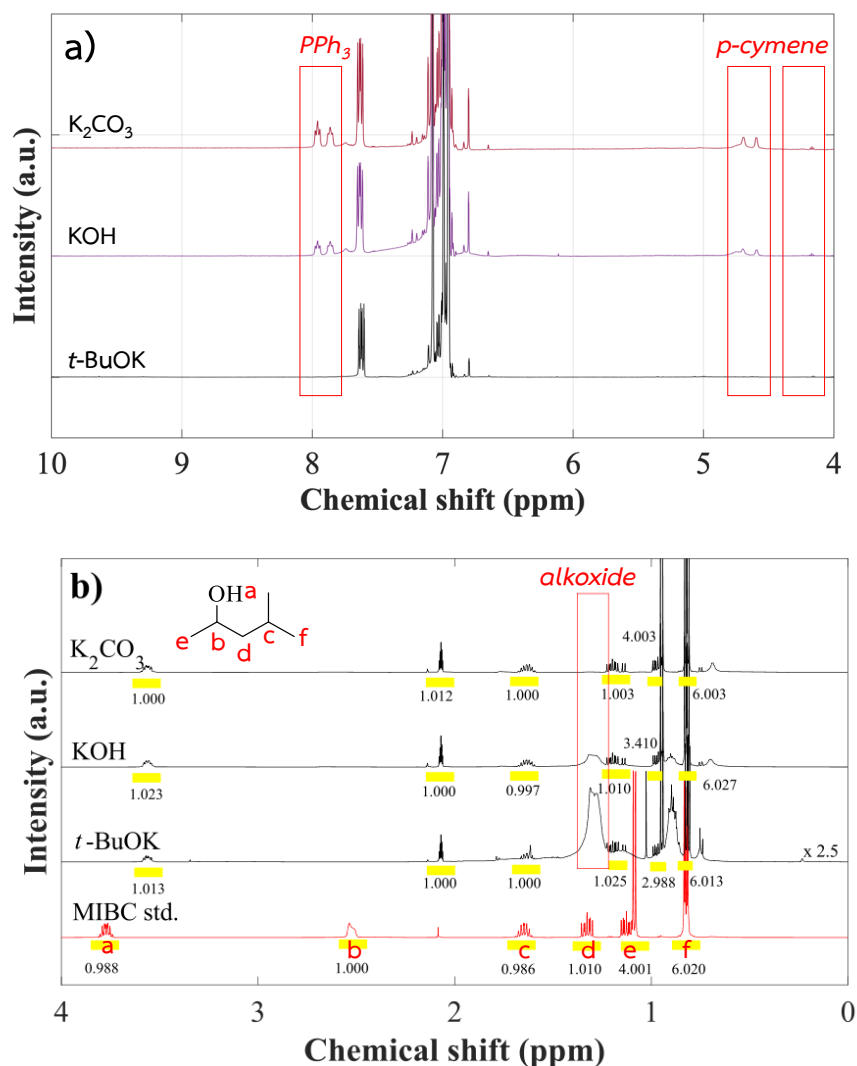 a)
PPh₃
p-cymene
K₂CO₃
KOH
t-BuOK
Intensity (a.u.)
10 9 8 7 6 5 4
Chemical shift (ppm)
b)
alkoxide
OH a
e b d c f
K₂CO₃
4.003
1.000 1.012 1.000 1.003 6.003
KOH
3.410
1.023 1.000 0.997 1.010 6.027
t-BuOK
x 2.5
1.013 1.000 1.000 1.025 2.988 6.013
MIBC std.
a b c d e f
0.988 1.000 0.986 1.010 4.001 6.020
Intensity (a.u.)
4 3 2 1 0
Chemical shift (ppm)